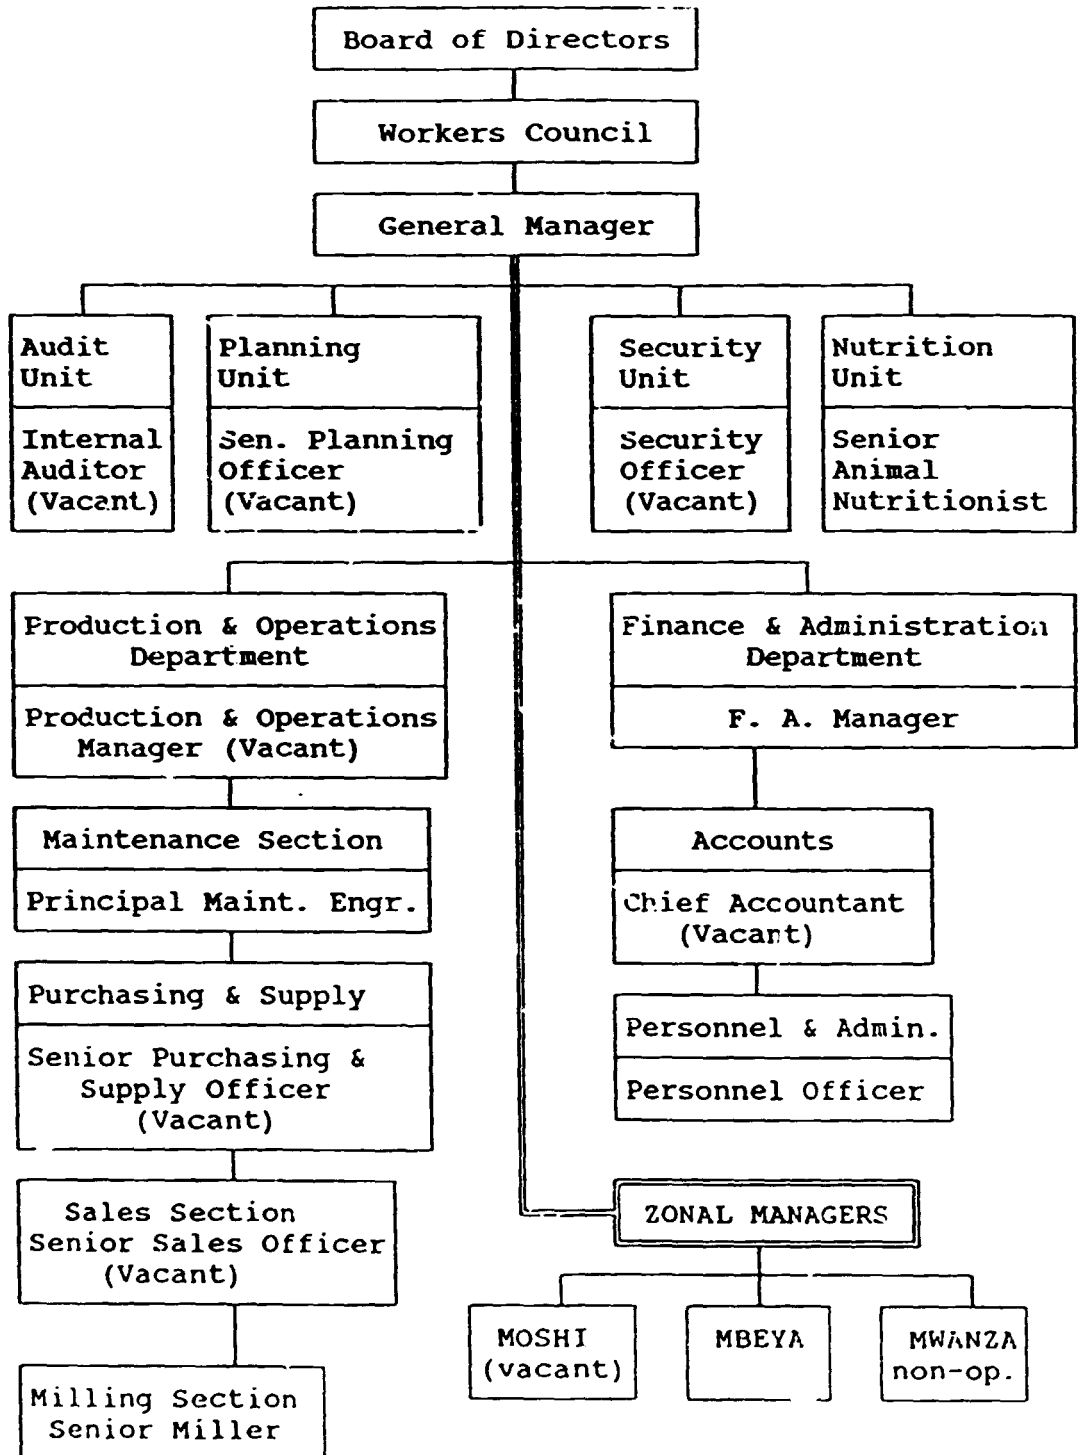 Board of Directors
Workers Council
General Manager
Audit
Unit
Internal
Auditor
(Vacant)
Planning
Unit
Sen. Planning
Officer
(Vacant)
Security
Unit
Security
Officer
(Vacant)
Nutrition
Unit
Senior
Animal
Nutritionist
Production & Operations
Department
Production & Operations
Manager (Vacant)
Finance & Administration
Department
F. A. Manager
Maintenance Section
Principal Maint. Engr.
Accounts
Chief Accountant
(Vacant)
Purchasing & Supply
Senior Purchasing &
Supply Officer
(Vacant)
Personnel & Admin.
Personnel Officer
Sales Section
Senior Sales Officer
(Vacant)
ZONAL MANAGERS
MOSHI
(vacant)
MBEYA
MWANZA
non-op.
Milling Section
Senior Miller